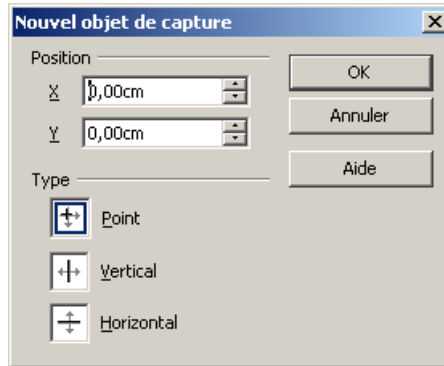 Nouvel objet de capture
Position
X 0,00cm
Y 0,00cm
OK
Annuler
Aide
Type
Point
Vertical
Horizontal